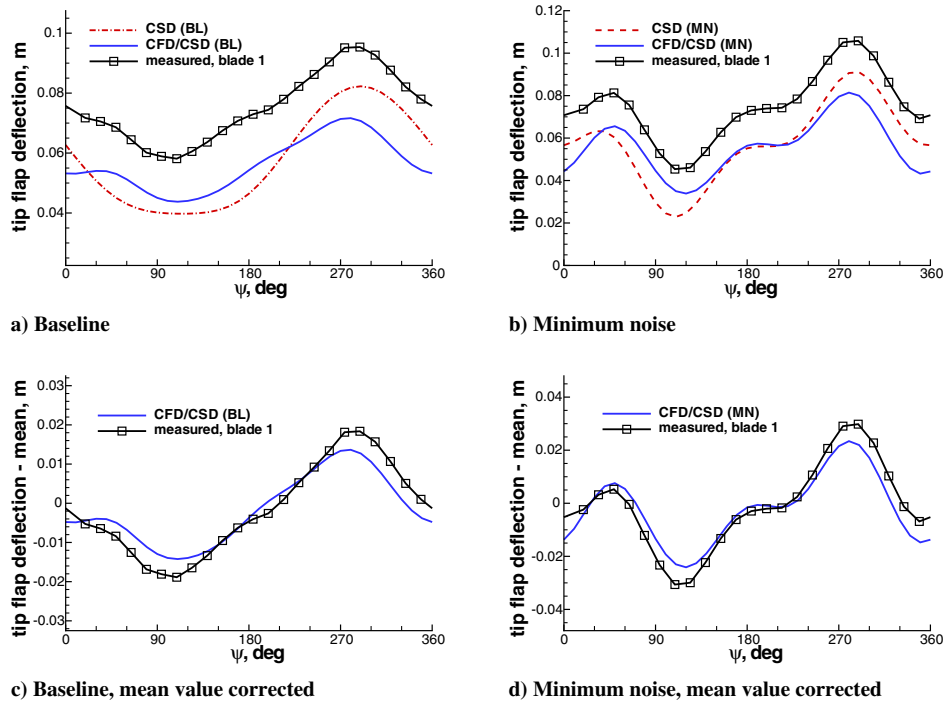 tip flap deflection, m
0.1
0.08
0.06
0.04
CSD (BL)
CFD/CSD (BL)
measured, blade 1
0 90 180 270 360
ψ, deg
a) Baseline
tip flap deflection, m
0.12
0.1
0.08
0.06
0.04
0.02
0
CSD (MN)
CFD/CSD (MN)
measured, blade 1
0 90 180 270 360
ψ, deg
b) Minimum noise
tip flap deflection - mean, m
0.03
0.02
0.01
0
-0.01
-0.02
-0.03
CFD/CSD (BL)
measured, blade 1
0 90 180 270 360
ψ, deg
c) Baseline, mean value corrected
tip flap deflection - mean, m
0.04
0.02
0
-0.02
-0.04
CFD/CSD (MN)
measured, blade 1
0 90 180 270 360
ψ, deg
d) Minimum noise, mean value corrected